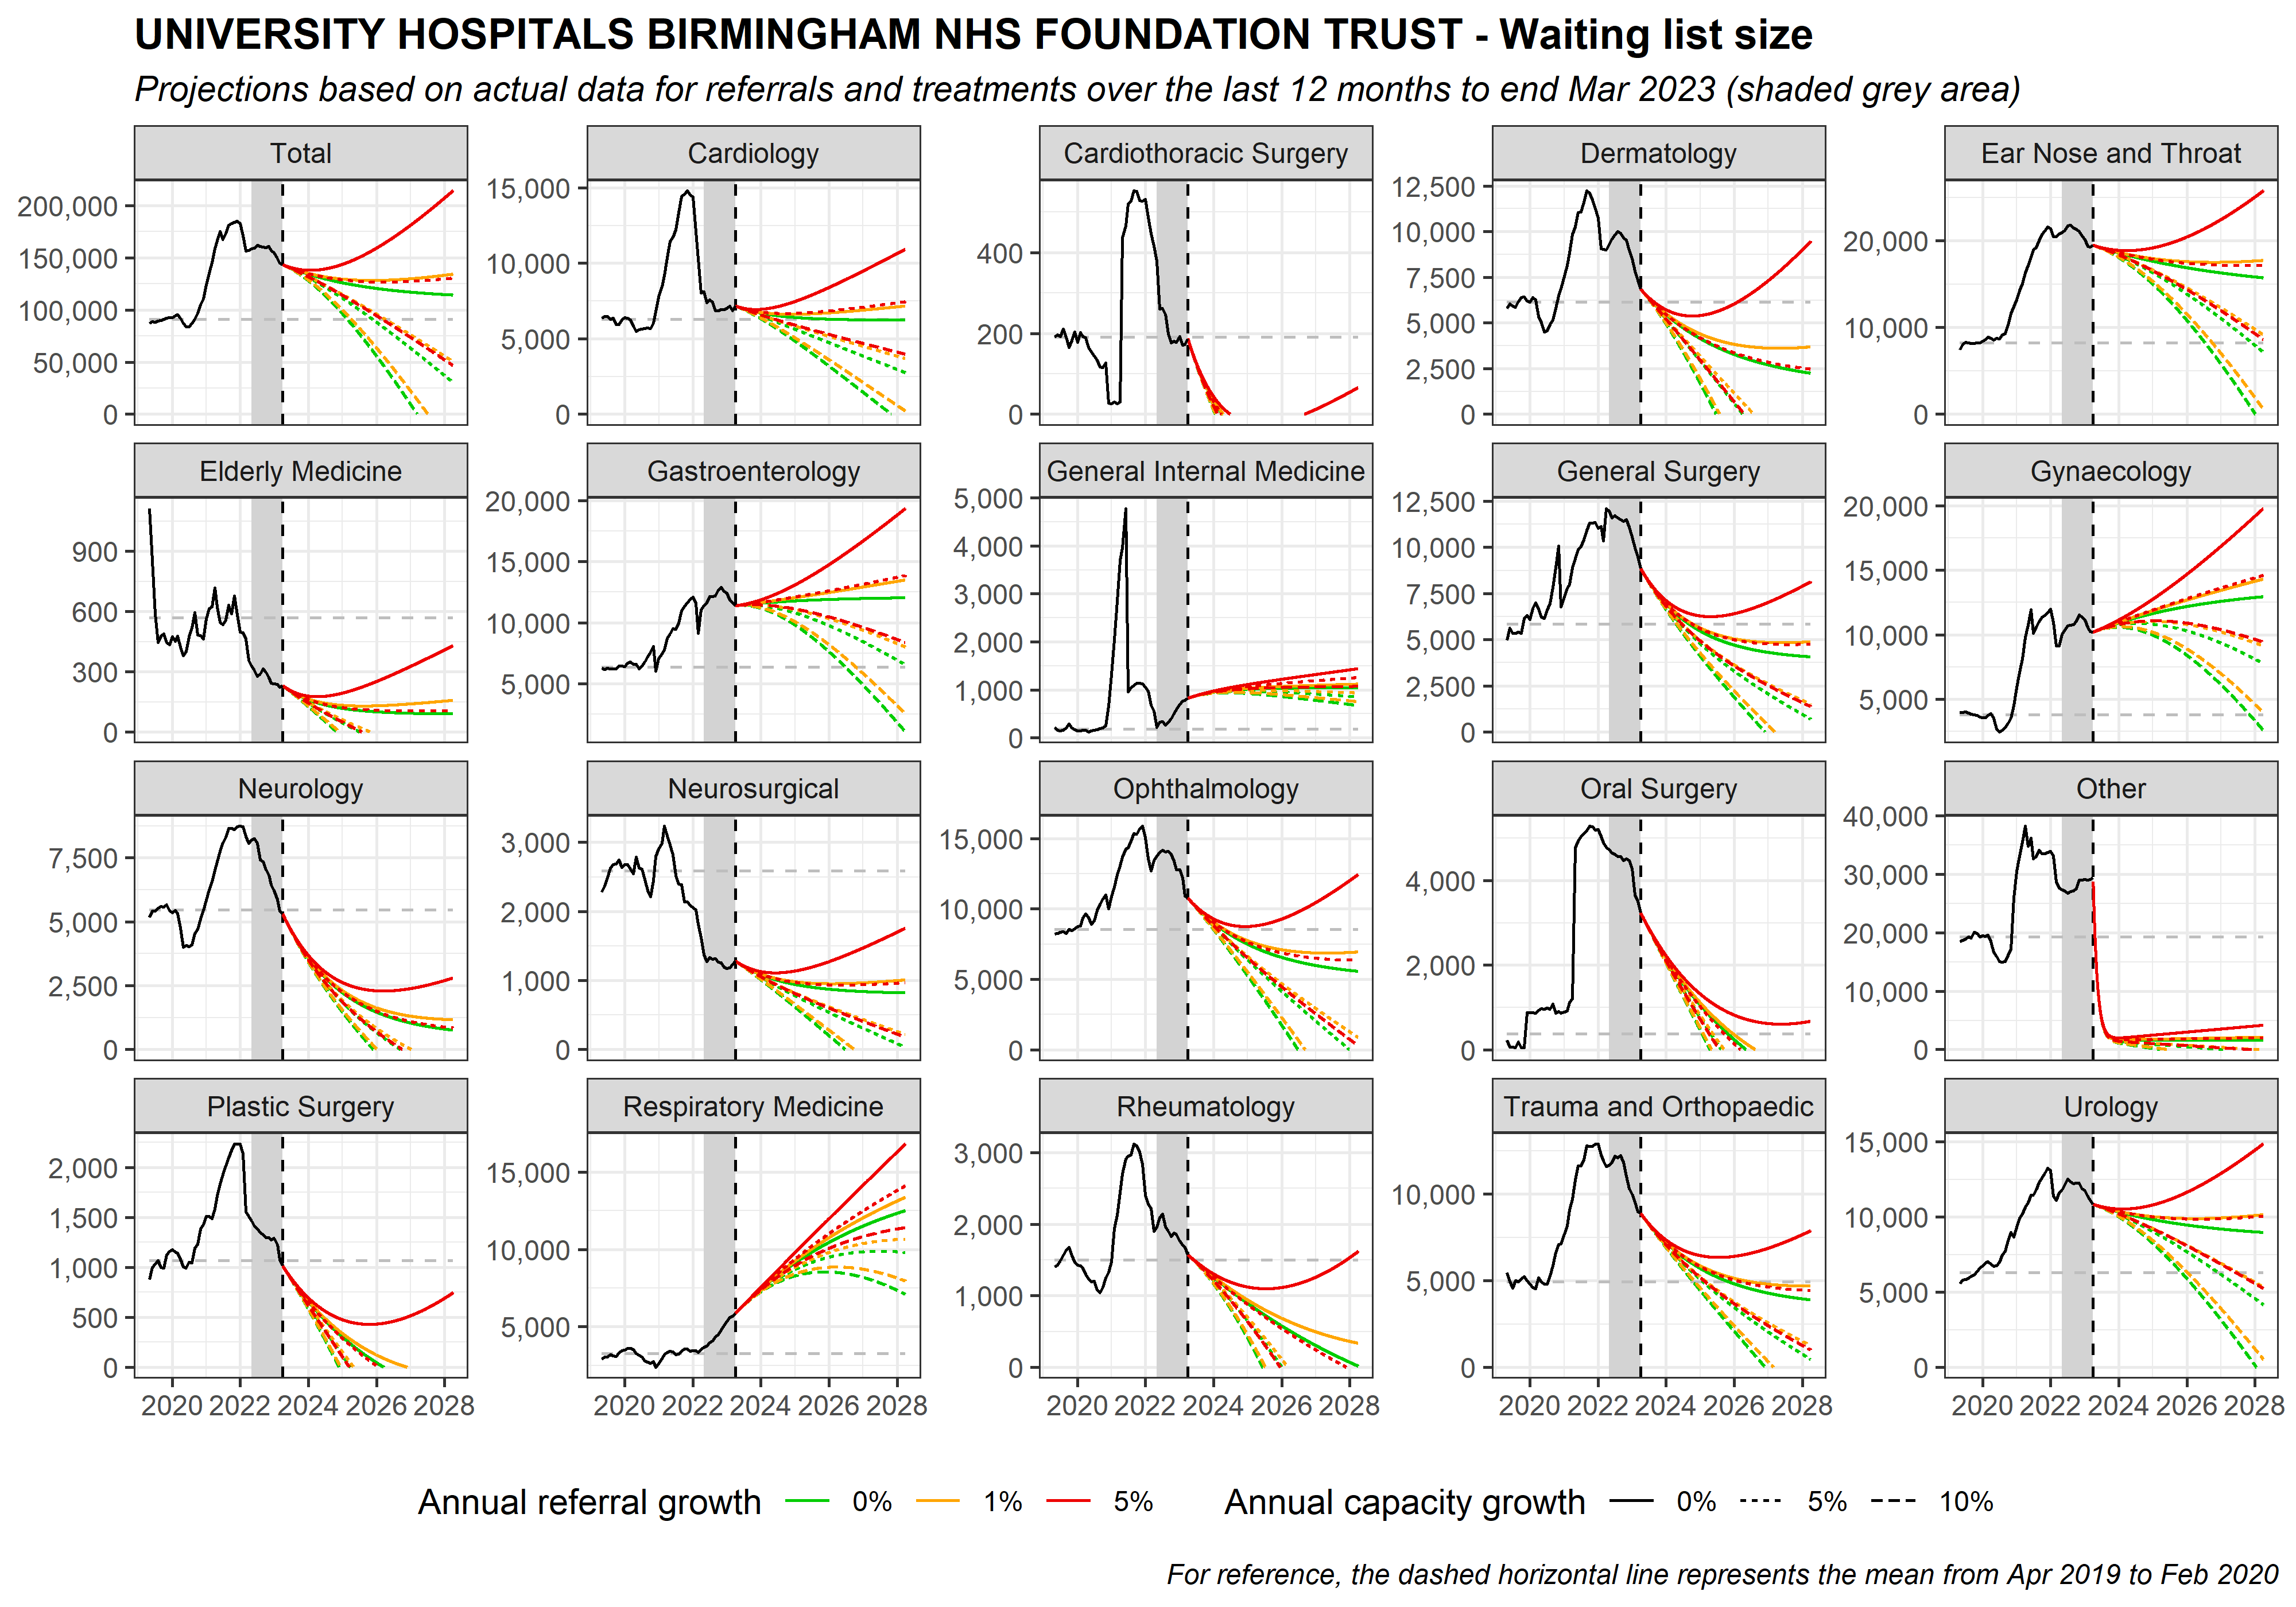 UNIVERSITY HOSPITALS BIRMINGHAM NHS FOUNDATION TRUST - Waiting list size
Projections based on actual data for referrals and treatments over the last 12 months to end Mar 2023 (shaded grey area)
Total
200,000
150,000
100,000
50,000
0
Cardiology
15,000
10,000
5,000
0
Cardiothoracic Surgery
400
200
0
Dermatology
12,500
10,000
7,500
5,000
2,500
0
Ear Nose and Throat
20,000
10,000
0
Elderly Medicine
900
600
300
0
Gastroenterology
20,000
15,000
10,000
5,000
General Internal Medicine
5,000
4,000
3,000
2,000
1,000
0
General Surgery
12,500
10,000
7,500
5,000
2,500
0
Gynaecology
20,000
15,000
10,000
5,000
Neurology
7,500
5,000
2,500
0
Neurosurgical
3,000
2,000
1,000
0
Ophthalmology
15,000
10,000
5,000
0
Oral Surgery
4,000
2,000
0
Other
40,000
30,000
20,000
10,000
0
Plastic Surgery
2,000
1,500
1,000
500
0
2020 2022 2024 2026 2028
Respiratory Medicine
15,000
10,000
5,000
2020 2022 2024 2026 2028
Rheumatology
3,000
2,000
1,000
0
2020 2022 2024 2026 2028
Trauma and Orthopaedic
10,000
5,000
0
2020 2022 2024 2026 2028
Urology
15,000
10,000
5,000
0
2020 2022 2024 2026 2028
Annual referral growth 0% 1% 5% Annual capacity growth 0% 5% 10%
For reference, the dashed horizontal line represents the mean from Apr 2019 to Feb 2020